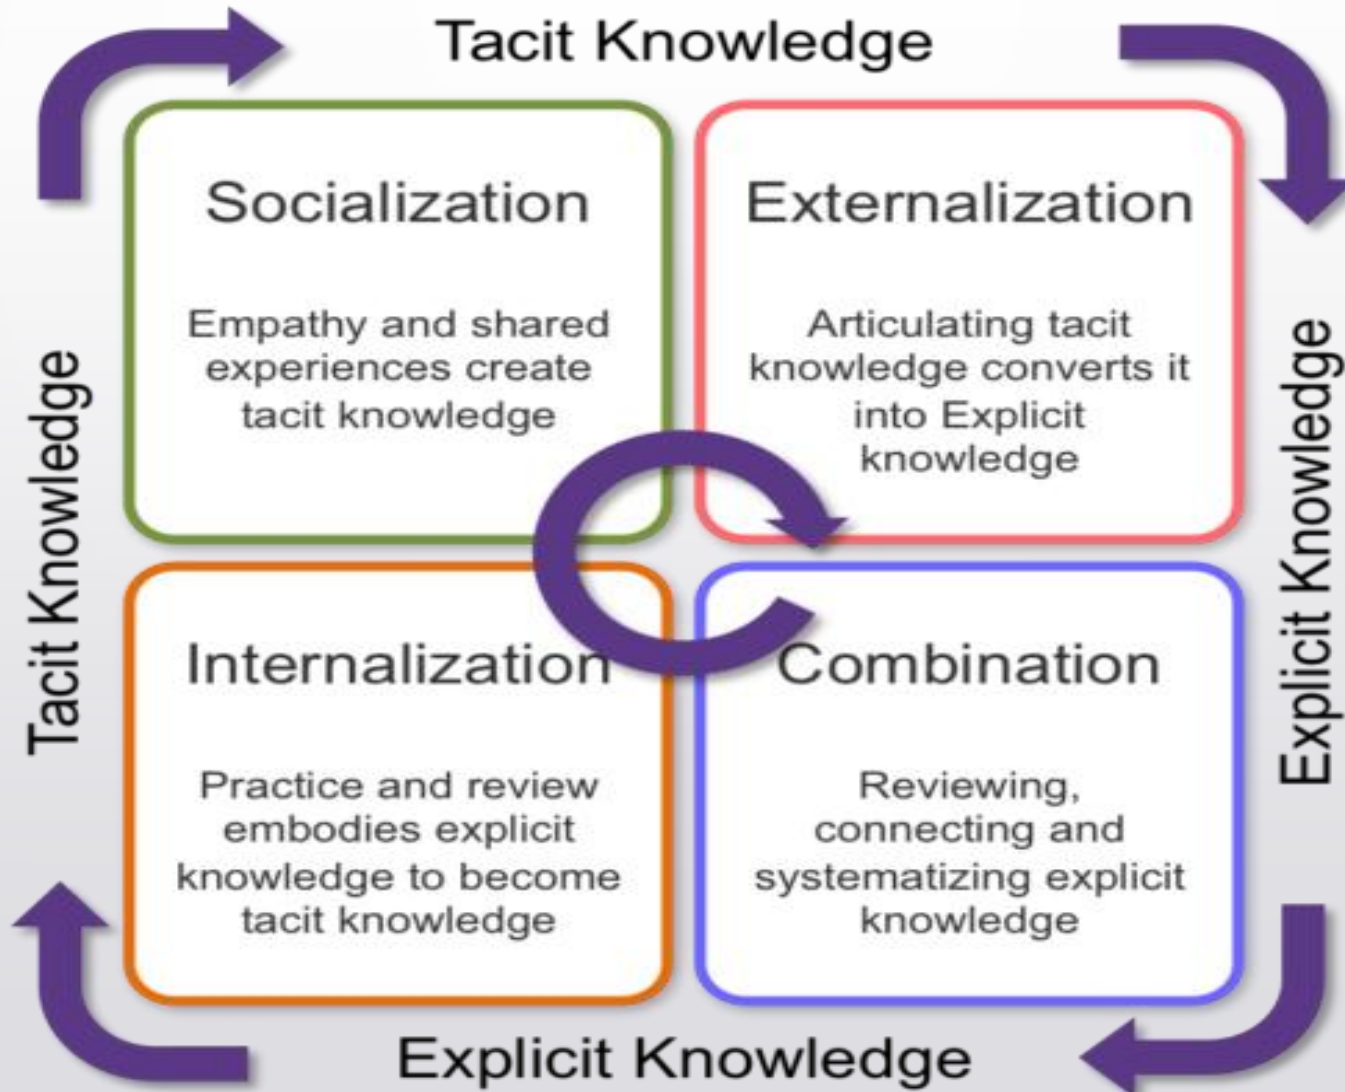 Tacit Knowledge
Tacit Knowledge
Socialization
Empathy and shared
experiences create
tacit knowledge
Externalization
Articulating tacit
knowledge converts it
into Explicit
knowledge
Explicit Knowledge
Internalization
Practice and review
embodies explicit
knowledge to become
tacit knowledge
Combination
Reviewing,
connecting and
systematizing explicit
knowledge
Explicit Knowledge